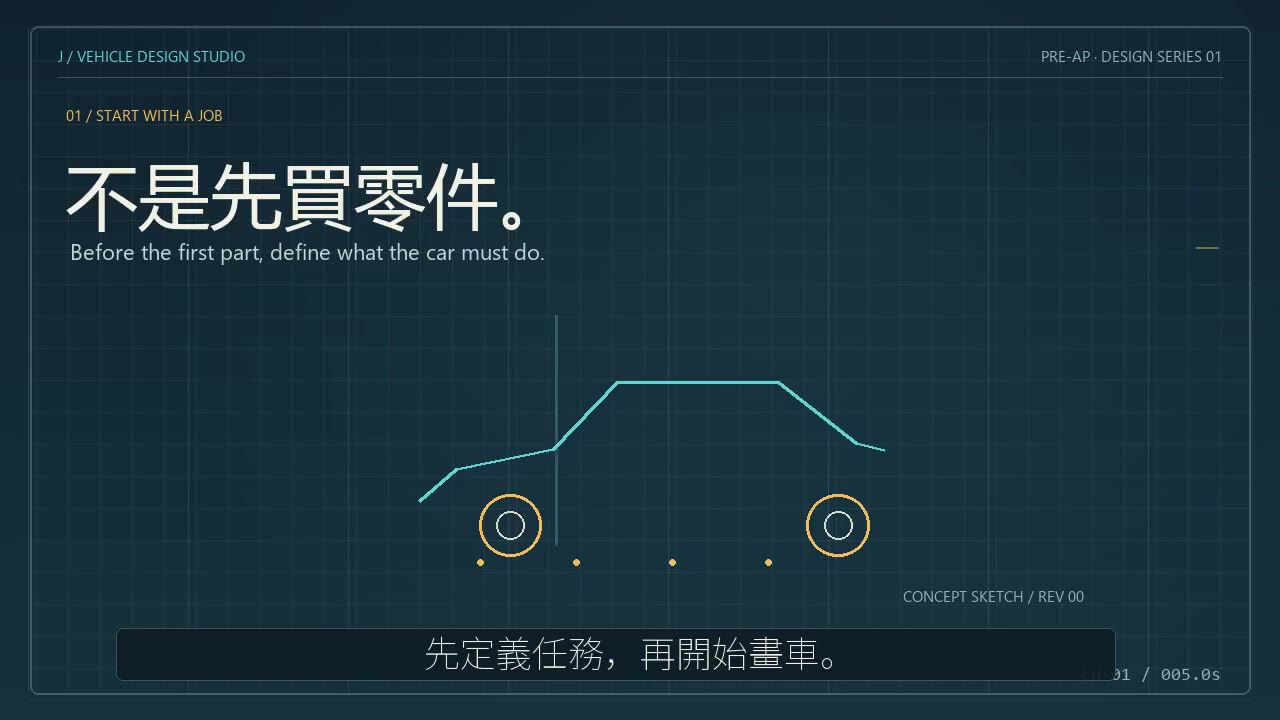 J / VEHICLE DESIGN STUDIO
PRE-AP · DESIGN SERIES 01
01 / START WITH A JOB
不是先買零件。
Before the first part, define what the car must do.
CONCEPT SKETCH / REV 00
先定義任務，再開始畫車。
01 / 005.0s